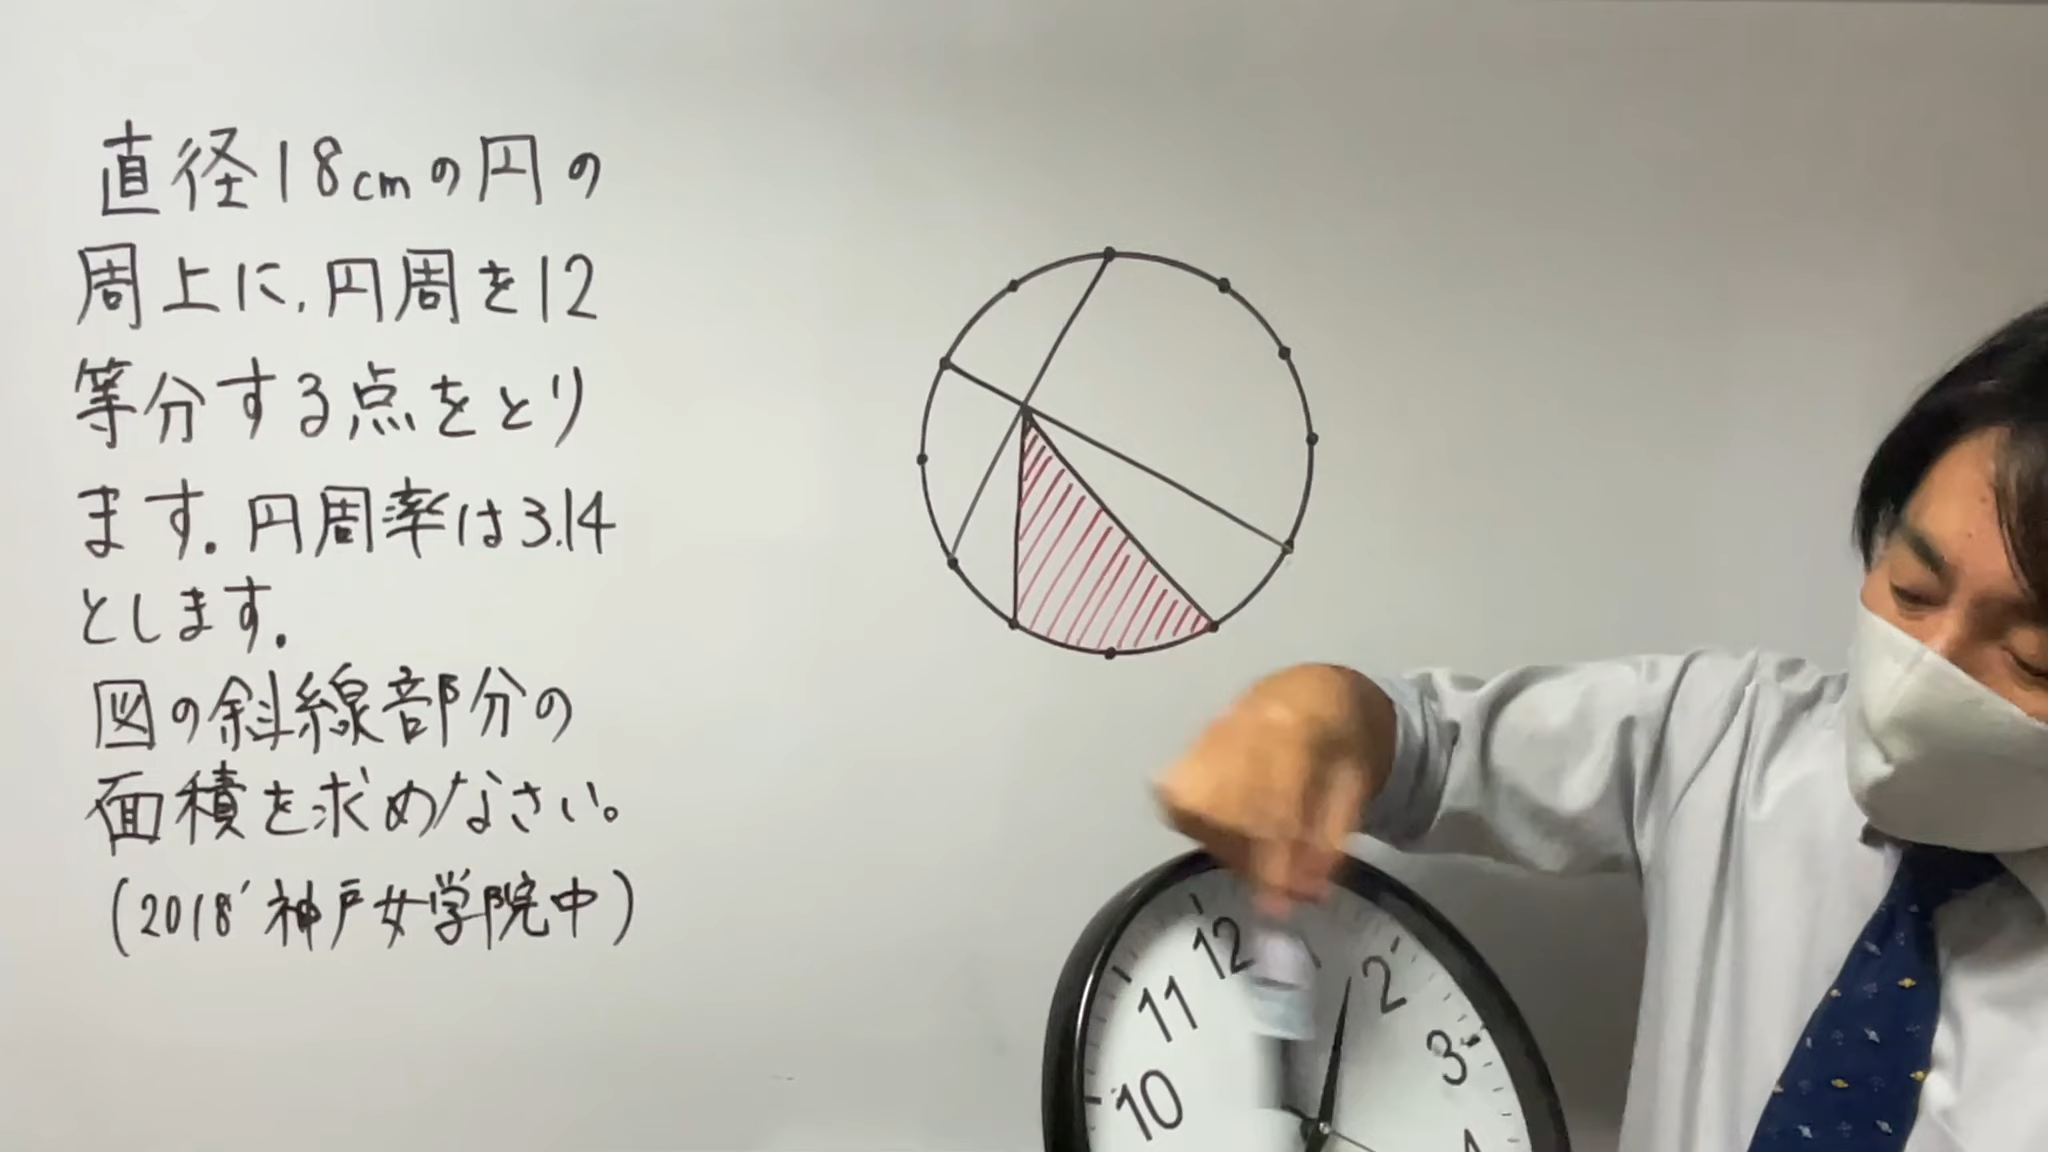 直径18cmの円の
周上に、円周を12
等分する点をとり
ます。円周率は3.14
とします。
図の斜線部分の
面積を求めなさい。
(2018'神戸女学院中)
12
11
10
2
3